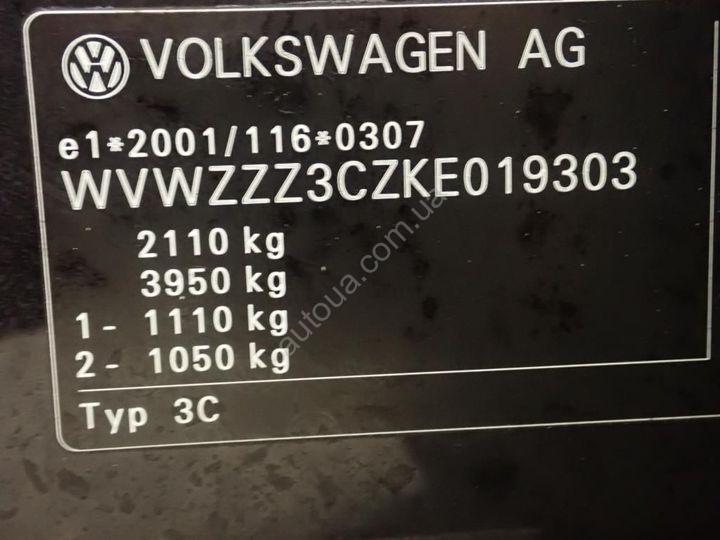 VOLKSWAGEN AG
e1*2001/116*0307
WVWZZZ3CZKE019303
2110 kg
3950 kg
1- 1110 kg
2- 1050 kg
Typ 3C
autoua.com.ua